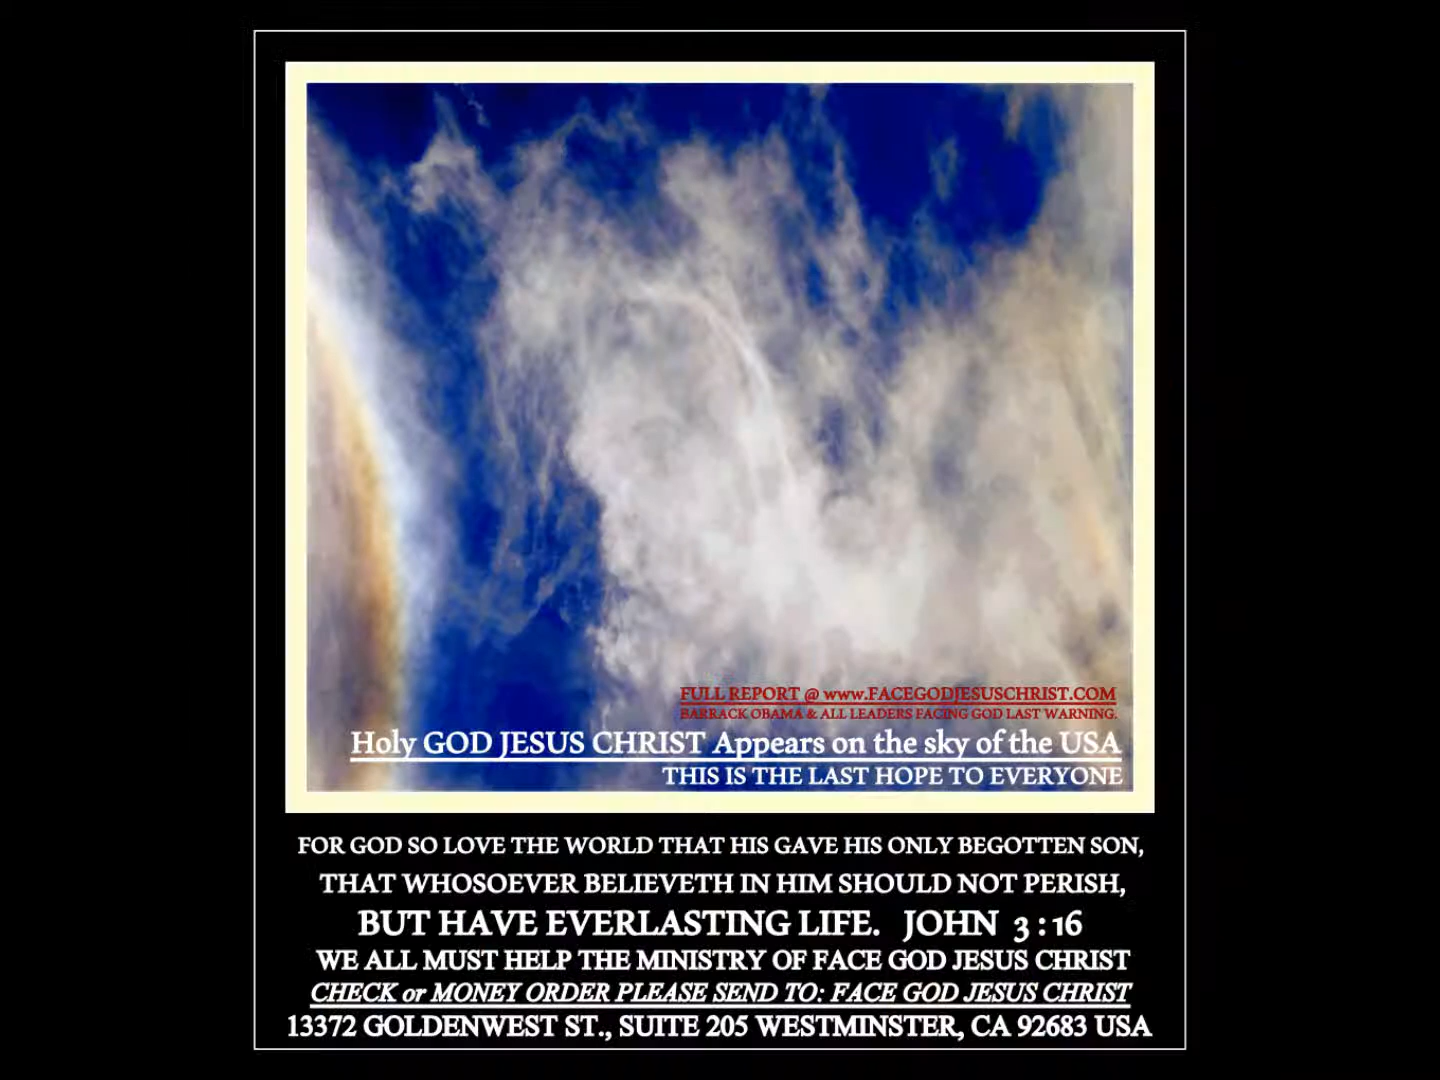 FULL REPORT @ www.FACEGODJESUSCHRIST.COM
BARRACK OBAMA & ALL LEADERS FACING GOD LAST WARNING.
Holy GOD JESUS CHRIST Appears on the sky of the USA
THIS IS THE LAST HOPE TO EVERYONE
FOR GOD SO LOVE THE WORLD THAT HIS GAVE HIS ONLY BEGOTTEN SON,
THAT WHOSOEVER BELIEVETH IN HIM SHOULD NOT PERISH,
BUT HAVE EVERLASTING LIFE. JOHN 3 : 16
WE ALL MUST HELP THE MINISTRY OF FACE GOD JESUS CHRIST
CHECK or MONEY ORDER PLEASE SEND TO: FACE GOD JESUS CHRIST
13372 GOLDENWEST ST., SUITE 205 WESTMINSTER, CA 92683 USA